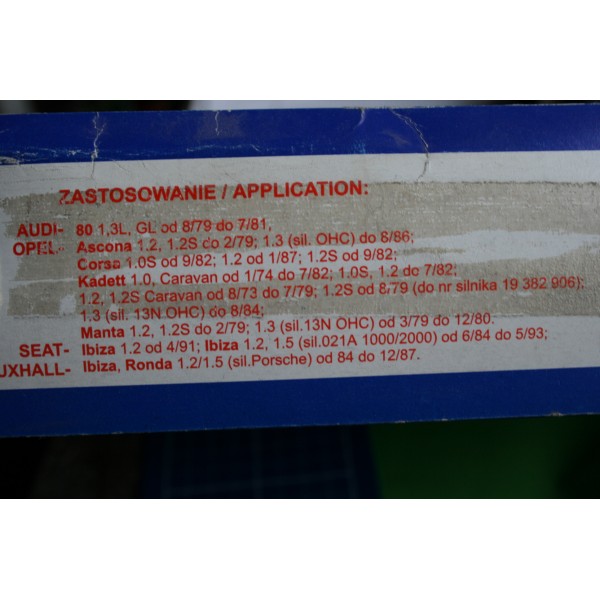 ZASTOSOWANIE / APPLICATION:
AUDI- 80 1,3L, GL od 8/79 do 7/81,
OPEL- Ascona 1.2, 1.2S do 2/79; 1.3 (sil. OHC) do 8/86;
Corsa 1.0S od 9/82; 1.2 od 1/87; 1.2S od 9/82;
Kadett 1.0, Caravan od 1/74 do 7/82; 1.0S, 1.2 do 7/82;
1.2, 1.2S Caravan od 8/73 do 7/79; 1.2S od 8/79 (do nr silnika 19 382 906);
1.3 (sil. 13N OHC) do 8/84;
Manta 1.2, 1.2S do 2/79; 1.3 (sil.13N OHC) od 3/79 do 12/80.
SEAT- Ibiza 1.2 od 4/91; Ibiza 1.2, 1.5 (sil.021A 1000/2000) od 6/84 do 5/93;
UXHALL- Ibiza, Ronda 1.2/1.5 (sil.Porsche) od 84 do 12/87.